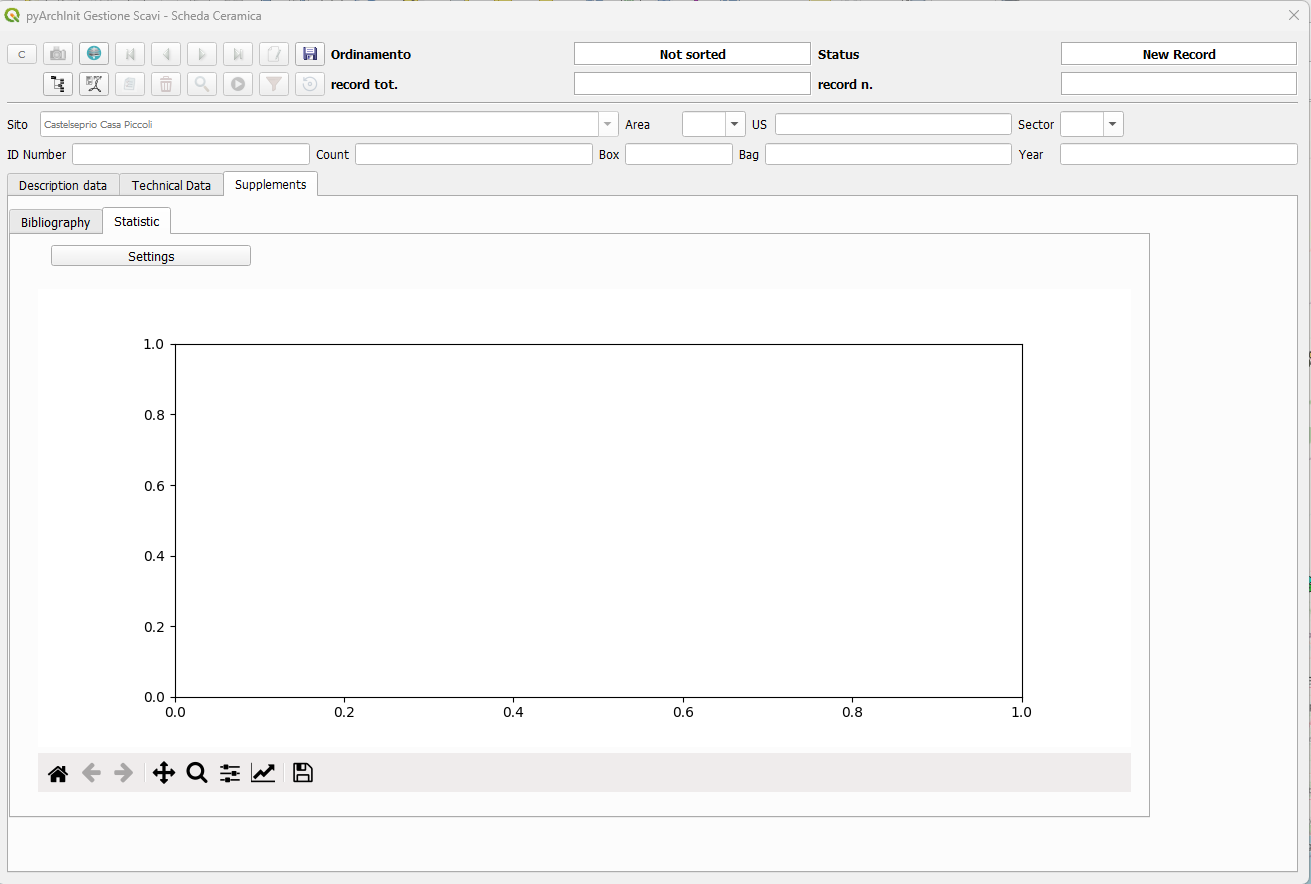 pyArchInit Gestione Scavi - Scheda Ceramica
C
Ordinamento Not sorted Status New Record
record tot. record n.
Sito Castelseprio Casa Piccoli Area US Sector
ID Number Count Box Bag Year
Description data Technical Data Supplements
Bibliography Statistic
Settings
1.0
0.8
0.6
0.4
0.2
0.0
0.0 0.2 0.4 0.6 0.8 1.0